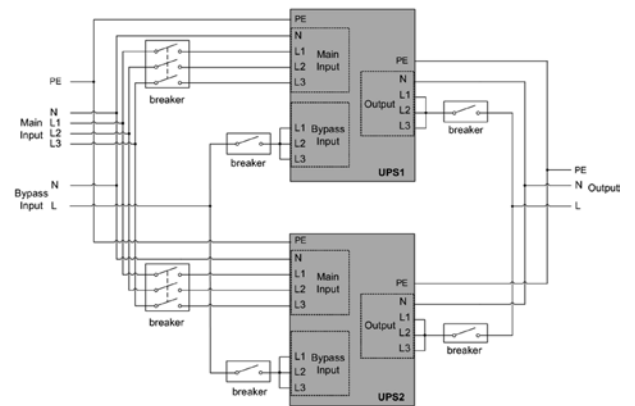 PE
N
L1
L2
L3
Main
Input
breaker
L1
L2
L3
Bypass
Input
breaker
PE
N
L1
L2
L3
Output
breaker
UPS1
PE
N
Main L1
Input L2
L3
N
Bypass
Input L
PE
N Output
L
PE
N
L1
L2
L3
Main
Input
breaker
L1
L2
L3
Bypass
Input
breaker
PE
N
L1
L2
L3
Output
breaker
UPS2